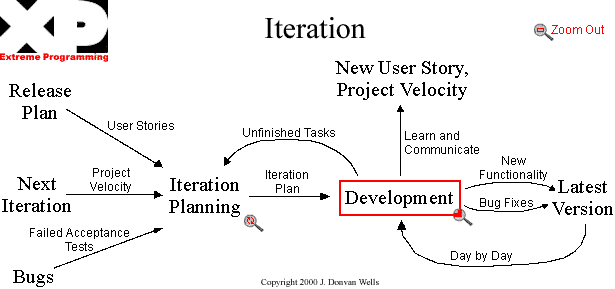 XP
Extreme Programming
Iteration
Zoom Out
New User Story,
Project Velocity
Release
Plan
User Stories
Unfinished Tasks
Learn and
Communicate
Next
Iteration
Project
Velocity
Iteration
Planning
Iteration
Plan
Development
New
Functionality
Bug Fixes
Latest
Version
Failed Acceptance
Tests
Bugs
Day by Day
Copyright 2000 J. Donvan Wells